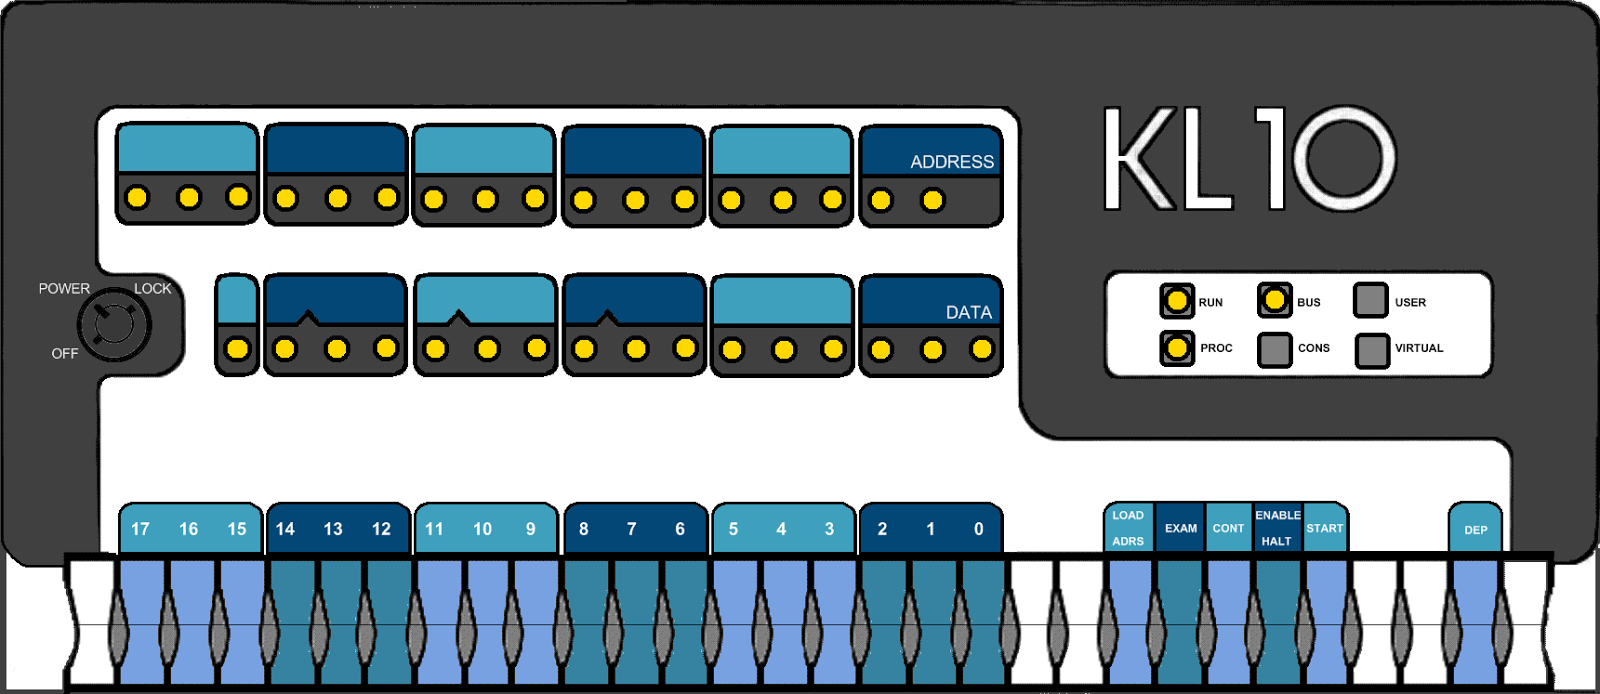 KL10
ADDRESS
POWER LOCK
OFF
DATA
RUN BUS USER
PROC CONS VIRTUAL
17 16 15 14 13 12 11 10 9 8 7 6 5 4 3 2 1 0
LOAD ADRS EXAM CONT ENABLE HALT START DEP